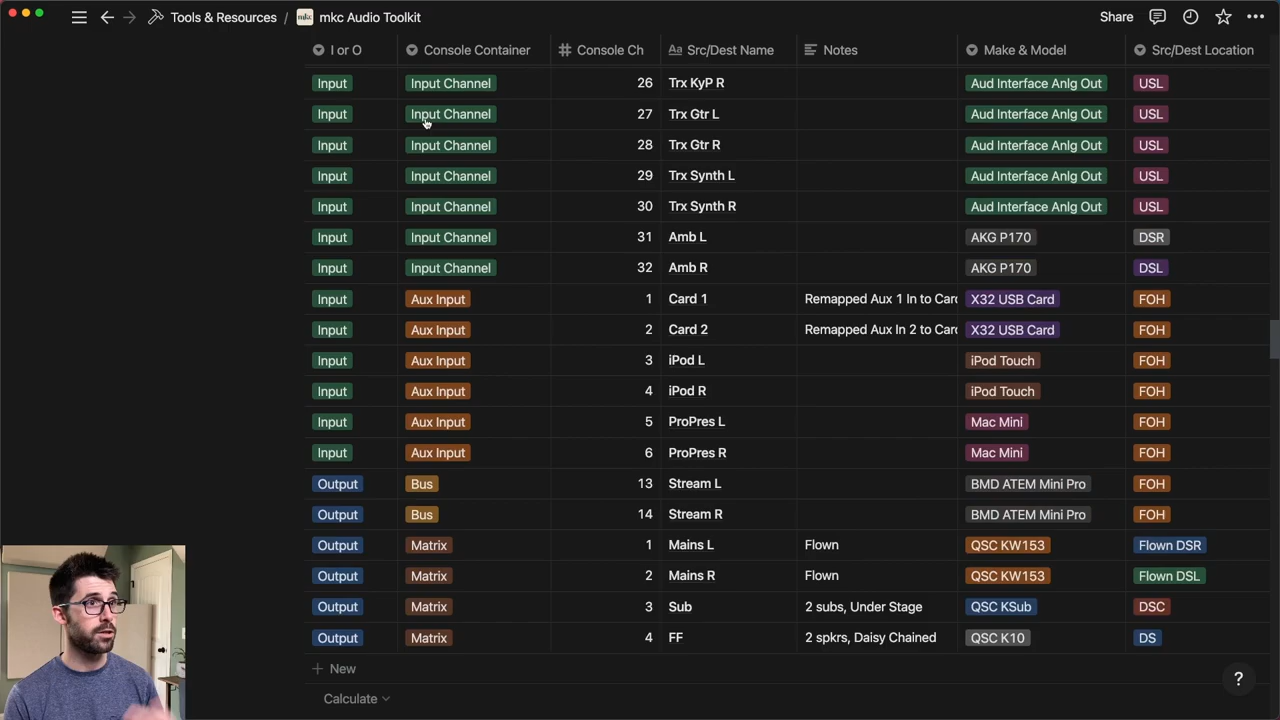 Tools & Resources / mkc mkc Audio Toolkit Share
I or O Console Container # Console Ch Aa Src/Dest Name Notes Make & Model Src/Dest Location
Input Input Channel 26 Trx KyP R Aud Interface Anlg Out USL
Input Input Channel 27 Trx Gtr L Aud Interface Anlg Out USL
Input Input Channel 28 Trx Gtr R Aud Interface Anlg Out USL
Input Input Channel 29 Trx Synth L Aud Interface Anlg Out USL
Input Input Channel 30 Trx Synth R Aud Interface Anlg Out USL
Input Input Channel 31 Amb L AKG P170 DSR
Input Input Channel 32 Amb R AKG P170 DSL
Input Aux Input 1 Card 1 Remapped Aux 1 In to Card X32 USB Card FOH
Input Aux Input 2 Card 2 Remapped Aux In 2 to Card X32 USB Card FOH
Input Aux Input 3 iPod L iPod Touch FOH
Input Aux Input 4 iPod R iPod Touch FOH
Input Aux Input 5 ProPres L Mac Mini FOH
Input Aux Input 6 ProPres R Mac Mini FOH
Output Bus 13 Stream L BMD ATEM Mini Pro FOH
Output Bus 14 Stream R BMD ATEM Mini Pro FOH
Output Matrix 1 Mains L Flown QSC KW153 Flown DSR
Output Matrix 2 Mains R Flown QSC KW153 Flown DSL
Output Matrix 3 Sub 2 subs, Under Stage QSC KSub DSC
Output Matrix 4 FF 2 spkrs, Daisy Chained QSC K10 DS
+ New
Calculate
?